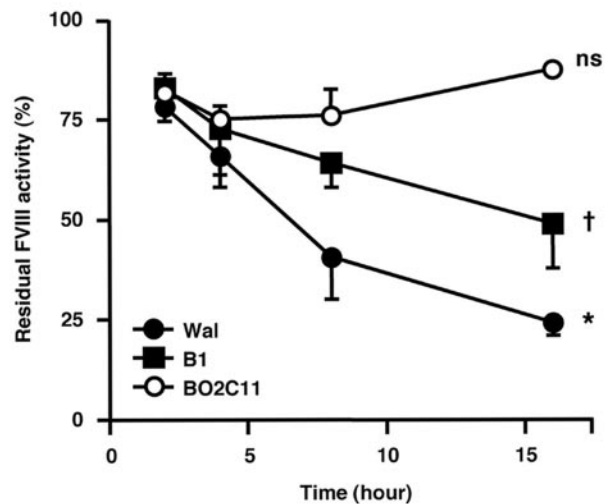 100
75
50
25
0
Residual FVIII activity (%)
ns
†
*
Wal
B1
BO2C11
0 5 10 15
Time (hour)